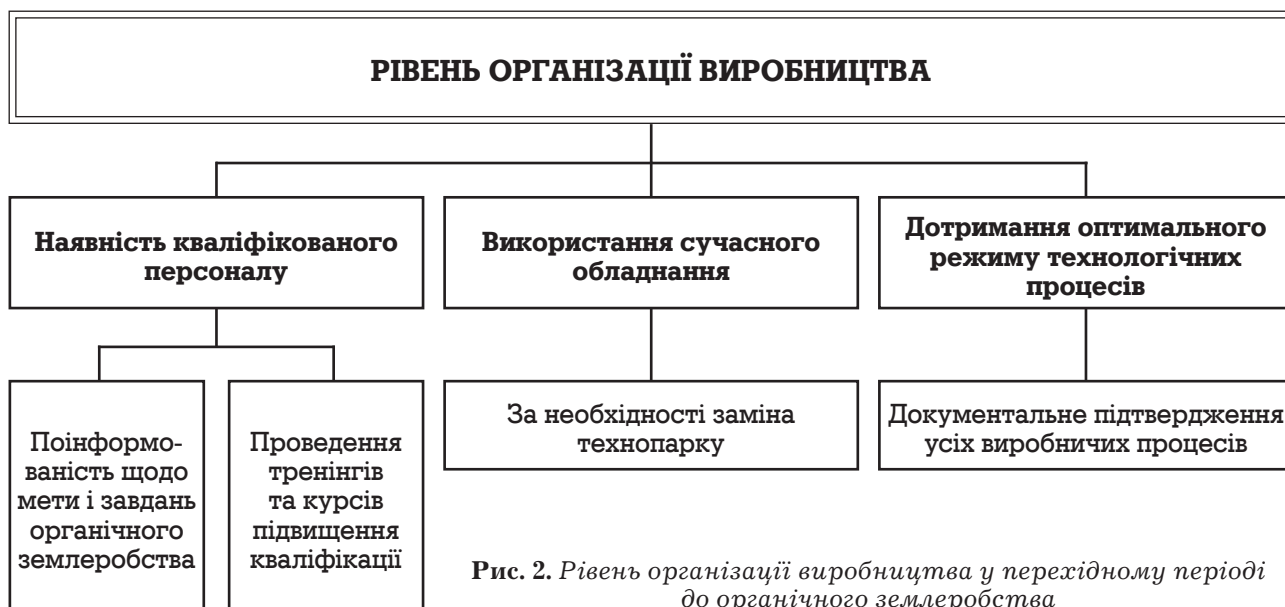 РІВЕНЬ ОРГАНІЗАЦІЇ ВИРОБНИЦТВА
Наявність кваліфікованого
персоналу
Використання сучасного
обладнання
Дотримання оптимального
режиму технологічних
процесів
Поінформо-
ваність щодо
мети і завдань
органічного
землеробства
Проведення
тренінгів
та курсів
підвищення
кваліфікації
За необхідності заміна
технопарку
Документальне підтвердження
усіх виробничих процесів
Рис. 2. Рівень організації виробництва у перехідному періоді
до органічного землеробства